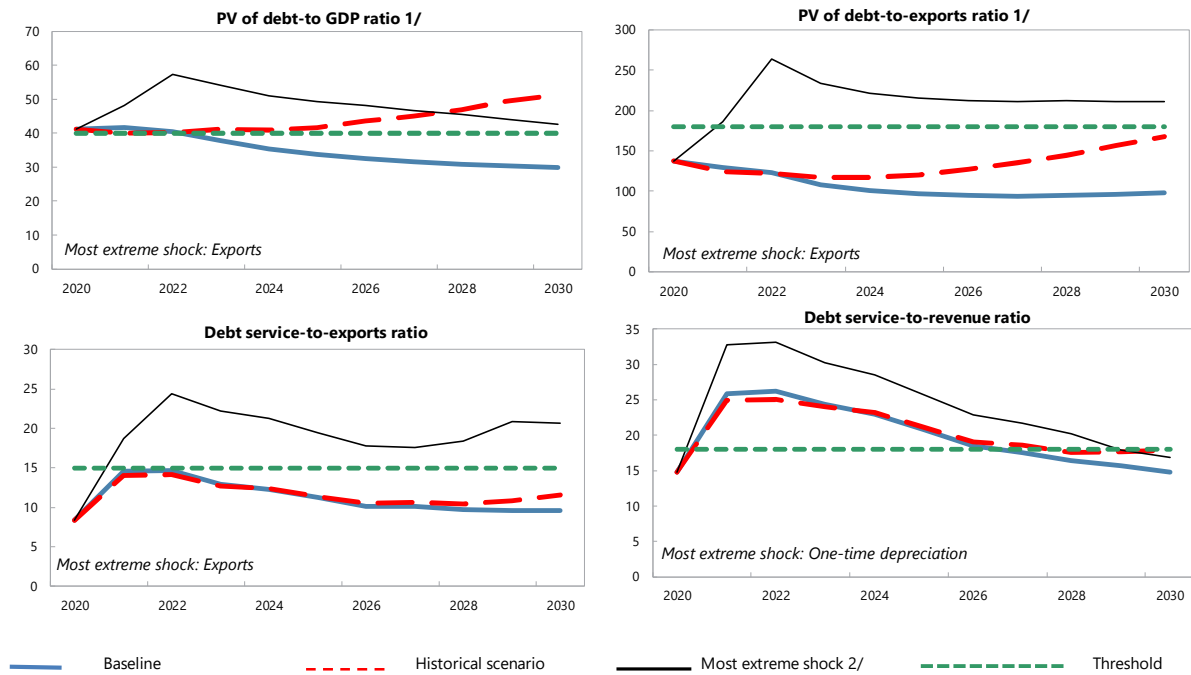 PV of debt-to GDP ratio 1/
70
60
50
40
30
20
10
0
Most extreme shock: Exports
2020 2022 2024 2026 2028 2030
PV of debt-to-exports ratio 1/
300
250
200
150
100
50
0
Most extreme shock: Exports
2020 2022 2024 2026 2028 2030
Debt service-to-exports ratio
30
25
20
15
10
5
0
Most extreme shock: Exports
2020 2022 2024 2026 2028 2030
Debt service-to-revenue ratio
35
30
25
20
15
10
5
0
Most extreme shock: One-time depreciation
2020 2022 2024 2026 2028 2030
Baseline Historical scenario Most extreme shock 2/ Threshold